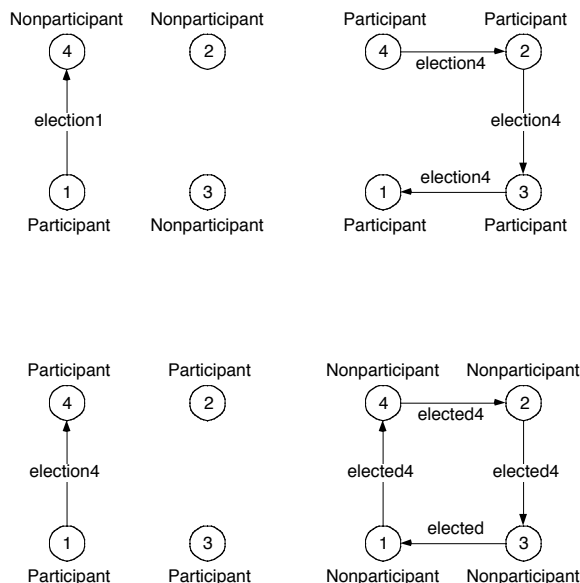 Nonparticipant Nonparticipant Participant Participant
4 2 4 2
election4
election1 election4
election4
1 3 1 3
Participant Nonparticipant Participant Participant
Participant Participant Nonparticipant Nonparticipant
4 2 4 2
elected4
election4 elected4 elected4
elected
1 3 1 3
Participant Participant Nonparticipant Nonparticipant